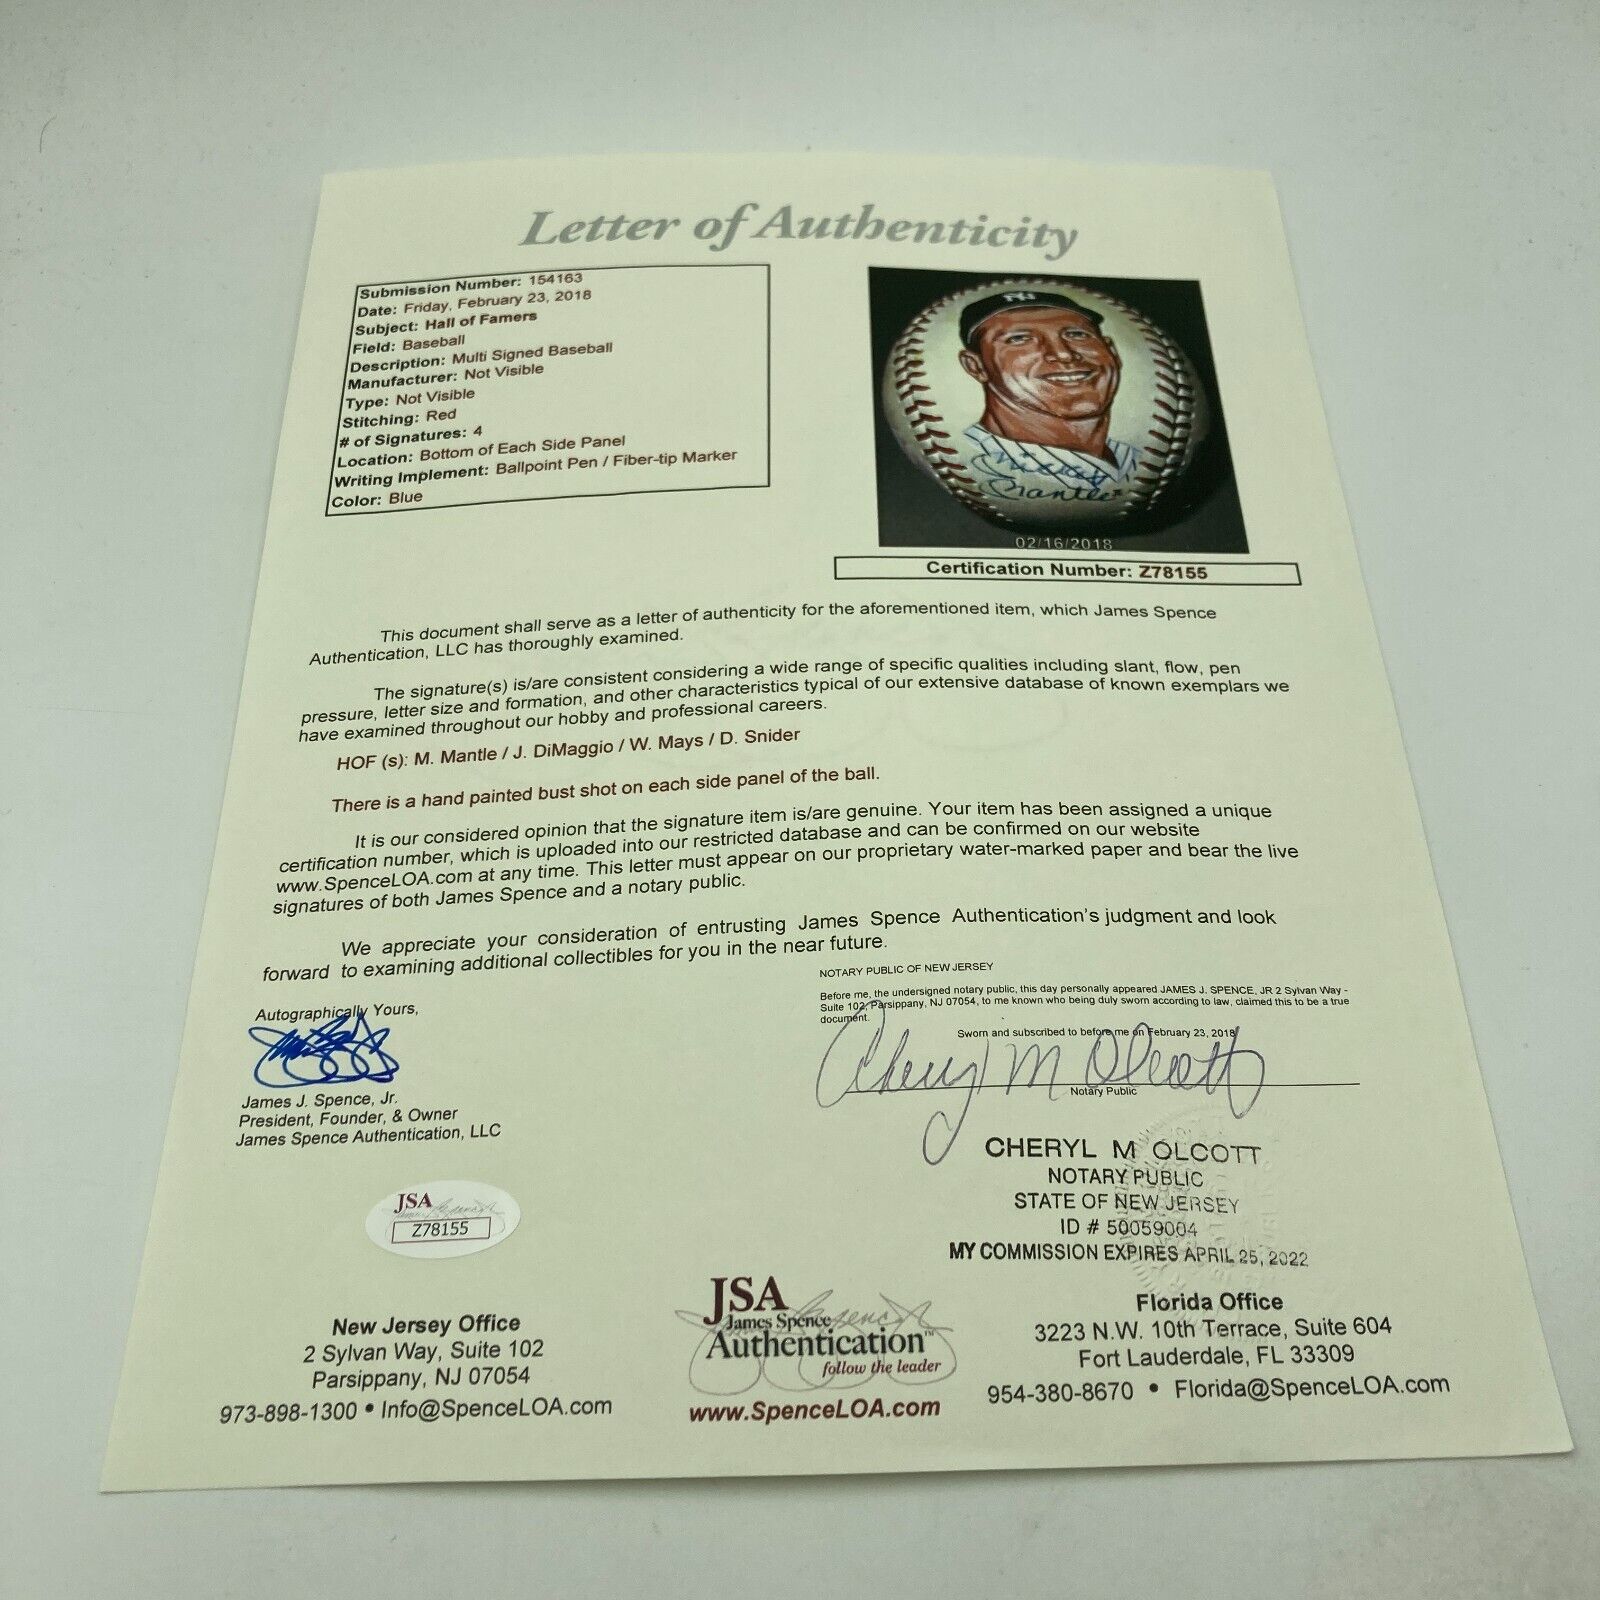 Letter of Authenticity
Submission Number: 154163
Date: Friday, February 23, 2018
Subject: Hall of Famers
Field: Baseball
Description: Multi Signed Baseball
Manufacturer: Not Visible
Type: Not Visible
Stitching: Red
# of Signatures: 4
Location: Bottom of Each Side Panel
Writing Implement: Ballpoint Pen / Fiber-tip Marker
Color: Blue
NY
Mickey
Mantle
02/16/2018
Certification Number: Z78155
This document shall serve as a letter of authenticity for the aforementioned item, which James Spence
Authentication, LLC has thoroughly examined.
The signature(s) is/are consistent considering a wide range of specific qualities including slant, flow, pen
pressure, letter size and formation, and other characteristics typical of our extensive database of known exemplars we
have examined throughout our hobby and professional careers.
HOF (s): M. Mantle / J. DiMaggio / W. Mays / D. Snider
There is a hand painted bust shot on each side panel of the ball.
It is our considered opinion that the signature item is/are genuine. Your item has been assigned a unique
certification number, which is uploaded into our restricted database and can be confirmed on our website
www.SpenceLOA.com at any time. This letter must appear on our proprietary water-marked paper and bear the live
signatures of both James Spence and a notary public.
We appreciate your consideration of entrusting James Spence Authentication's judgment and look
forward to examining additional collectibles for you in the near future.
NOTARY PUBLIC OF NEW JERSEY
Before me, the undersigned notary public, this day personally appeared JAMES J. SPENCE, JR 2 Sylvan Way -
Suite 102, Parsippany, NJ 07054, to me known who being duly sworn according to law, claimed this to be a true
document.
Sworn and subscribed to before me on February 23, 2018
Cheryl M Olcott
Notary Public
Autographically Yours,
James J. Spence, Jr.
President, Founder, & Owner
James Spence Authentication, LLC
CHERYL M OLCOTT
NOTARY PUBLIC
STATE OF NEW JERSEY
ID # 50059004
MY COMMISSION EXPIRES APRIL 25, 2022
JSA
Z78155
New Jersey Office
2 Sylvan Way, Suite 102
Parsippany, NJ 07054
973-898-1300 • Info@SpenceLOA.com
JSA
James Spence
Authentication™
follow the leader
www.SpenceLOA.com
Florida Office
3223 N.W. 10th Terrace, Suite 604
Fort Lauderdale, FL 33309
954-380-8670 • Florida@SpenceLOA.com